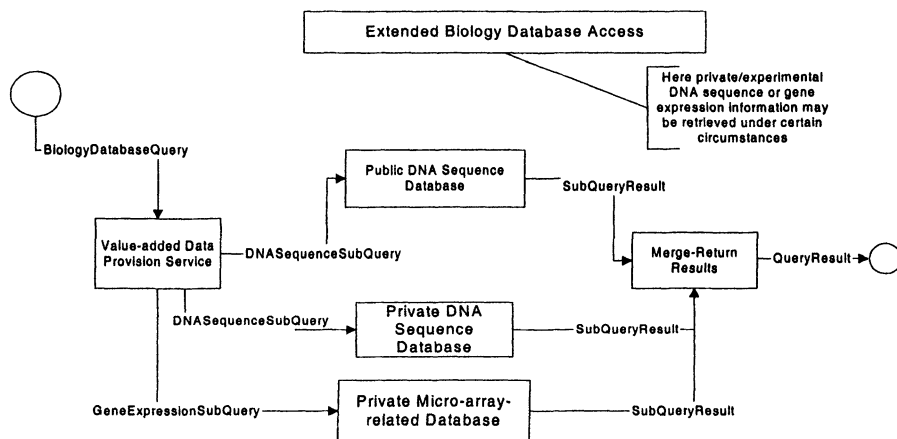 Extended Biology Database Access
Here private/experimental
DNA sequence or gene
expression information may
be retrieved under certain
circumstances
BiologyDatabaseQuery
Public DNA Sequence
Database
SubQueryResult
Value-added Data
Provision Service
DNASequenceSubQuery
Merge-Return
Results
QueryResult
DNASequenceSubQuery
Private DNA
Sequence
Database
SubQueryResult
GeneExpressionSubQuery
Private Micro-array-
related Database
SubQueryResult